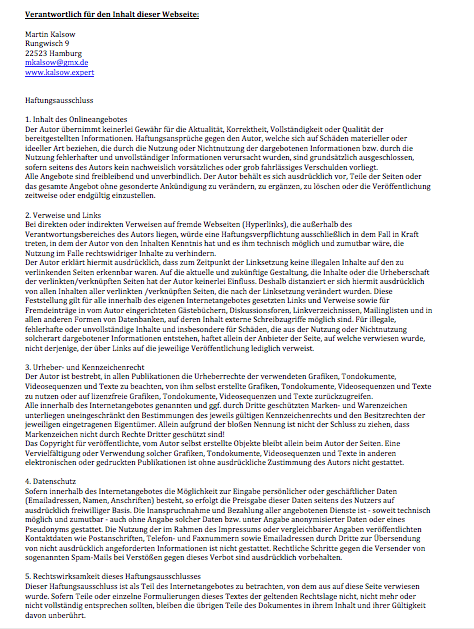 Verantwortlich für den Inhalt dieser Webseite:
Martin Kalsow
Rungwisch 9
22523 Hamburg
mkalsow@gmx.de
www.kalsow.expert
Haftungsausschluss
1. Inhalt des Onlineangebotes
Der Autor übernimmt keinerlei Gewähr für die Aktualität, Korrektheit, Vollständigkeit oder Qualität der
bereitgestellten Informationen. Haftungsansprüche gegen den Autor, welche sich auf Schäden materieller oder
ideeller Art beziehen, die durch die Nutzung oder Nichtnutzung der dargebotenen Informationen bzw. durch die
Nutzung fehlerhafter und unvollständiger Informationen verursacht wurden, sind grundsätzlich ausgeschlossen,
sofern seitens des Autors kein nachweislich vorsätzliches oder grob fahrlässiges Verschulden vorliegt.
Alle Angebote sind freibleibend und unverbindlich. Der Autor behält es sich ausdrücklich vor, Teile der Seiten oder
das gesamte Angebot ohne gesonderte Ankündigung zu verändern, zu ergänzen, zu löschen oder die Veröffentlichung
zeitweise oder endgültig einzustellen.
2. Verweise und Links
Bei direkten oder indirekten Verweisen auf fremde Webseiten (Hyperlinks), die außerhalb des
Verantwortungsbereiches des Autors liegen, würde eine Haftungsverpflichtung ausschließlich in dem Fall in Kraft
treten, in dem der Autor von den Inhalten Kenntnis hat und es ihm technisch möglich und zumutbar wäre, die
Nutzung im Falle rechtswidriger Inhalte zu verhindern.
Der Autor erklärt hiermit ausdrücklich, dass zum Zeitpunkt der Linksetzung keine illegalen Inhalte auf den zu
verlinkenden Seiten erkennbar waren. Auf die aktuelle und zukünftige Gestaltung, die Inhalte oder die Urheberschaft
der verlinkten/verknüpften Seiten hat der Autor keinerlei Einfluss. Deshalb distanziert er sich hiermit ausdrücklich
von allen Inhalten aller verlinkten /verknüpften Seiten, die nach der Linksetzung verändert wurden. Diese
Feststellung gilt für alle innerhalb des eigenen Internetangebotes gesetzten Links und Verweise sowie für
Fremdeinträge in vom Autor eingerichteten Gästebüchern, Diskussionsforen, Linkverzeichnissen, Mailinglisten und in
allen anderen Formen von Datenbanken, auf deren Inhalt externe Schreibzugriffe möglich sind. Für illegale,
fehlerhafte oder unvollständige Inhalte und insbesondere für Schäden, die aus der Nutzung oder Nichtnutzung
solcherart dargebotener Informationen entstehen, haftet allein der Anbieter der Seite, auf welche verwiesen wurde,
nicht derjenige, der über Links auf die jeweilige Veröffentlichung lediglich verweist.
3. Urheber- und Kennzeichenrecht
Der Autor ist bestrebt, in allen Publikationen die Urheberrechte der verwendeten Grafiken, Tondokumente,
Videosequenzen und Texte zu beachten, von ihm selbst erstellte Grafiken, Tondokumente, Videosequenzen und Texte
zu nutzen oder auf lizenzfreie Grafiken, Tondokumente, Videosequenzen und Texte zurückzugreifen.
Alle innerhalb des Internetangebotes genannten und ggf. durch Dritte geschützten Marken- und Warenzeichen
unterliegen uneingeschränkt den Bestimmungen des jeweils gültigen Kennzeichenrechts und den Besitzrechten der
jeweiligen eingetragenen Eigentümer. Allein aufgrund der bloßen Nennung ist nicht der Schluss zu ziehen, dass
Markenzeichen nicht durch Rechte Dritter geschützt sind!
Das Copyright für veröffentlichte, vom Autor selbst erstellte Objekte bleibt allein beim Autor der Seiten. Eine
Vervielfältigung oder Verwendung solcher Grafiken, Tondokumente, Videosequenzen und Texte in anderen
elektronischen oder gedruckten Publikationen ist ohne ausdrückliche Zustimmung des Autors nicht gestattet.
4. Datenschutz
Sofern innerhalb des Internetangebotes die Möglichkeit zur Eingabe persönlicher oder geschäftlicher Daten
(Emailadressen, Namen, Anschriften) besteht, so erfolgt die Preisgabe dieser Daten seitens des Nutzers auf
ausdrücklich freiwilliger Basis. Die Inanspruchnahme und Bezahlung aller angebotenen Dienste ist - soweit technisch
möglich und zumutbar - auch ohne Angabe solcher Daten bzw. unter Angabe anonymisierter Daten oder eines
Pseudonyms gestattet. Die Nutzung der im Rahmen des Impressums oder vergleichbarer Angaben veröffentlichten
Kontaktdaten wie Postanschriften, Telefon- und Faxnummern sowie Emailadressen durch Dritte zur Übersendung
von nicht ausdrücklich angeforderten Informationen ist nicht gestattet. Rechtliche Schritte gegen die Versender von
sogenannten Spam-Mails bei Verstößen gegen dieses Verbot sind ausdrücklich vorbehalten.
5. Rechtswirksamkeit dieses Haftungsausschlusses
Dieser Haftungsausschluss ist als Teil des Internetangebotes zu betrachten, von dem aus auf diese Seite verwiesen
wurde. Sofern Teile oder einzelne Formulierungen dieses Textes der geltenden Rechtslage nicht, nicht mehr oder
nicht vollständig entsprechen sollten, bleiben die übrigen Teile des Dokumentes in ihrem Inhalt und ihrer Gültigkeit
davon unberührt.